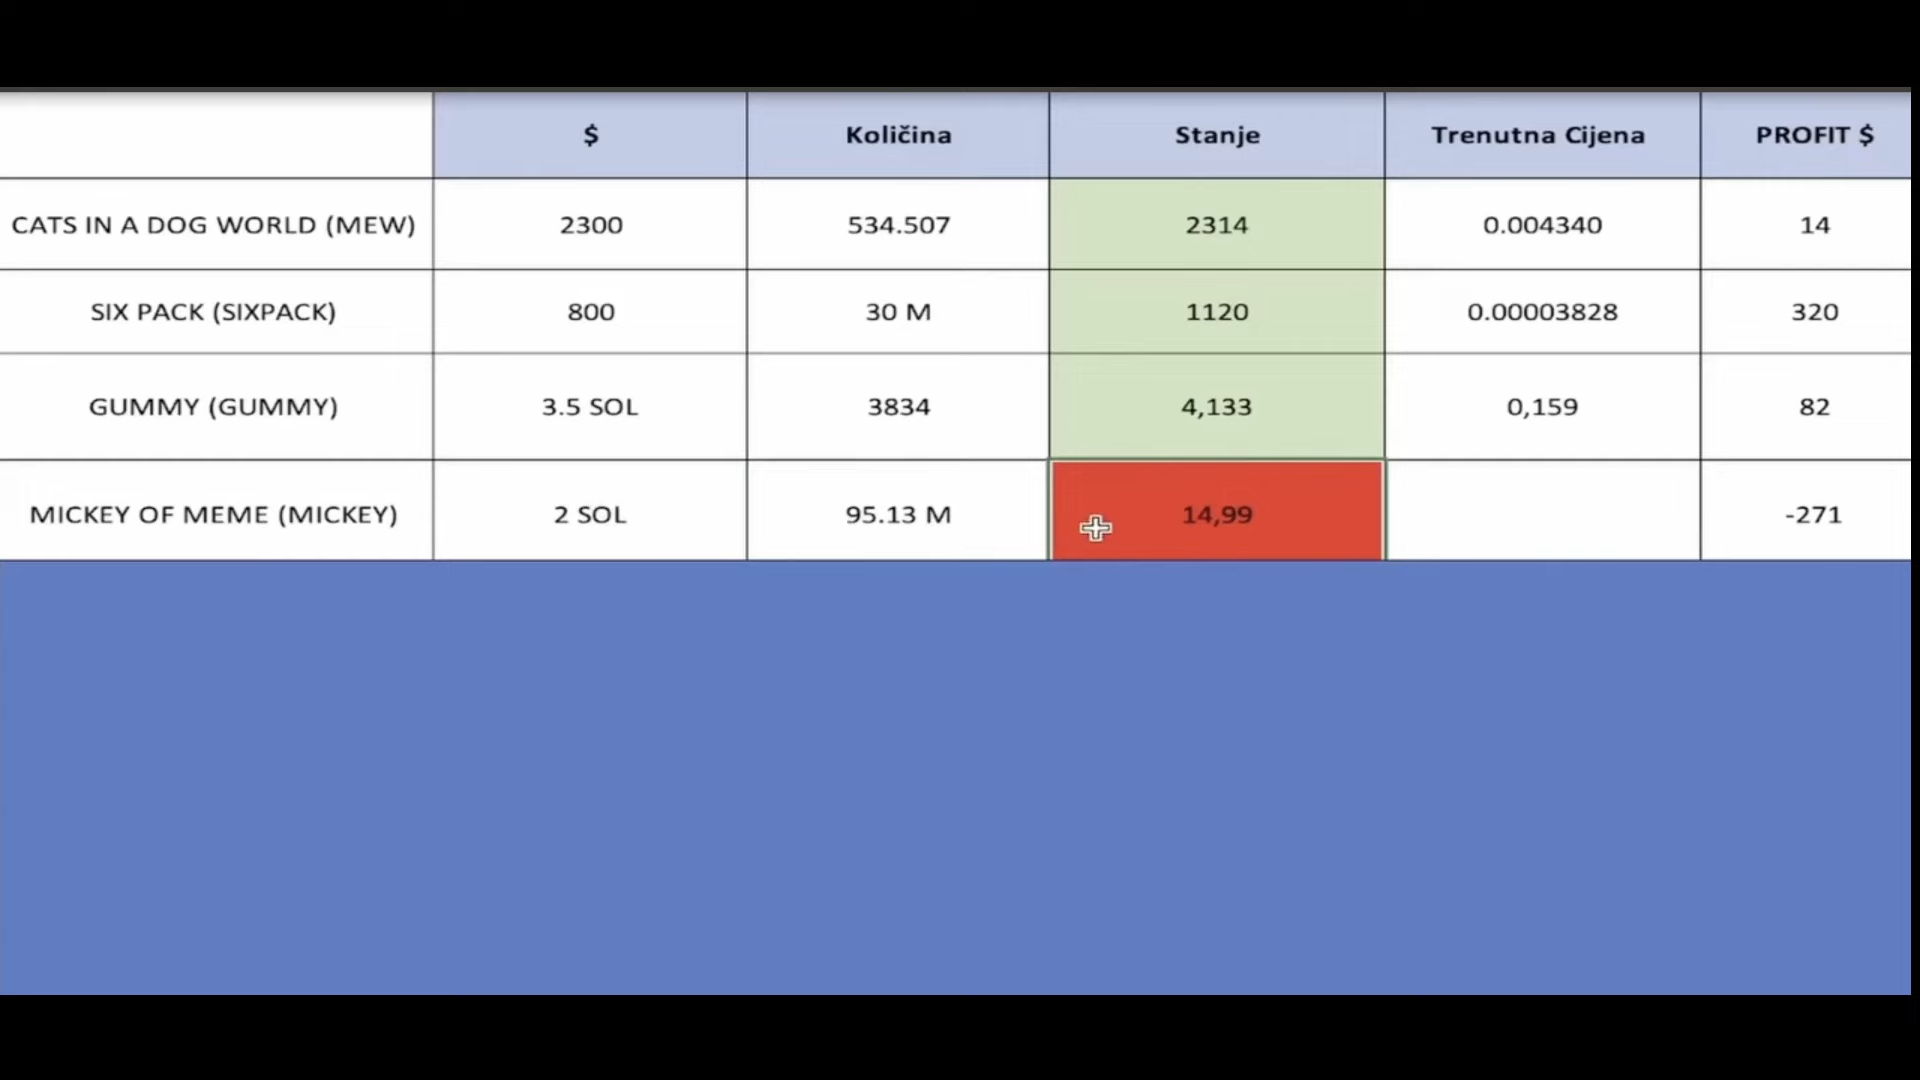 $ Količina Stanje Trenutna Cijena PROFIT $
CATS IN A DOG WORLD (MEW) 2300 534.507 2314 0.004340 14
SIX PACK (SIXPACK) 800 30 M 1120 0.00003828 320
GUMMY (GUMMY) 3.5 SOL 3834 4,133 0,159 82
MICKEY OF MEME (MICKEY) 2 SOL 95.13 M 14,99 -271